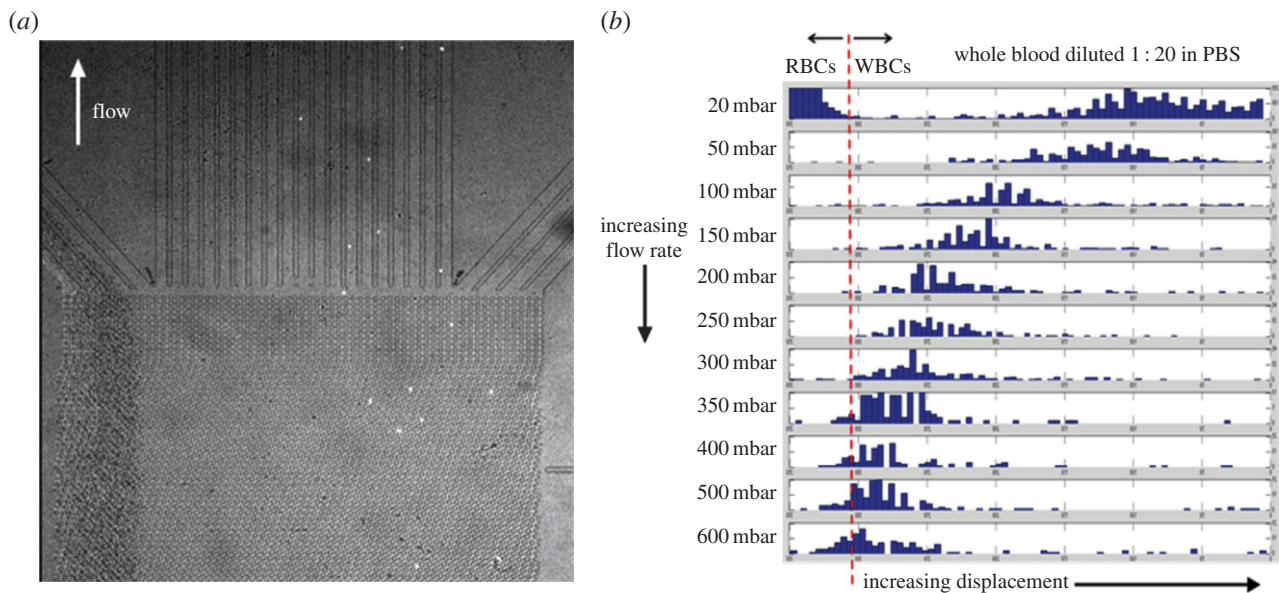 (a)
flow
(b)
RBCs
WBCs
whole blood diluted 1 : 20 in PBS
increasing
flow rate
20 mbar
50 mbar
100 mbar
150 mbar
200 mbar
250 mbar
300 mbar
350 mbar
400 mbar
500 mbar
600 mbar
increasing displacement